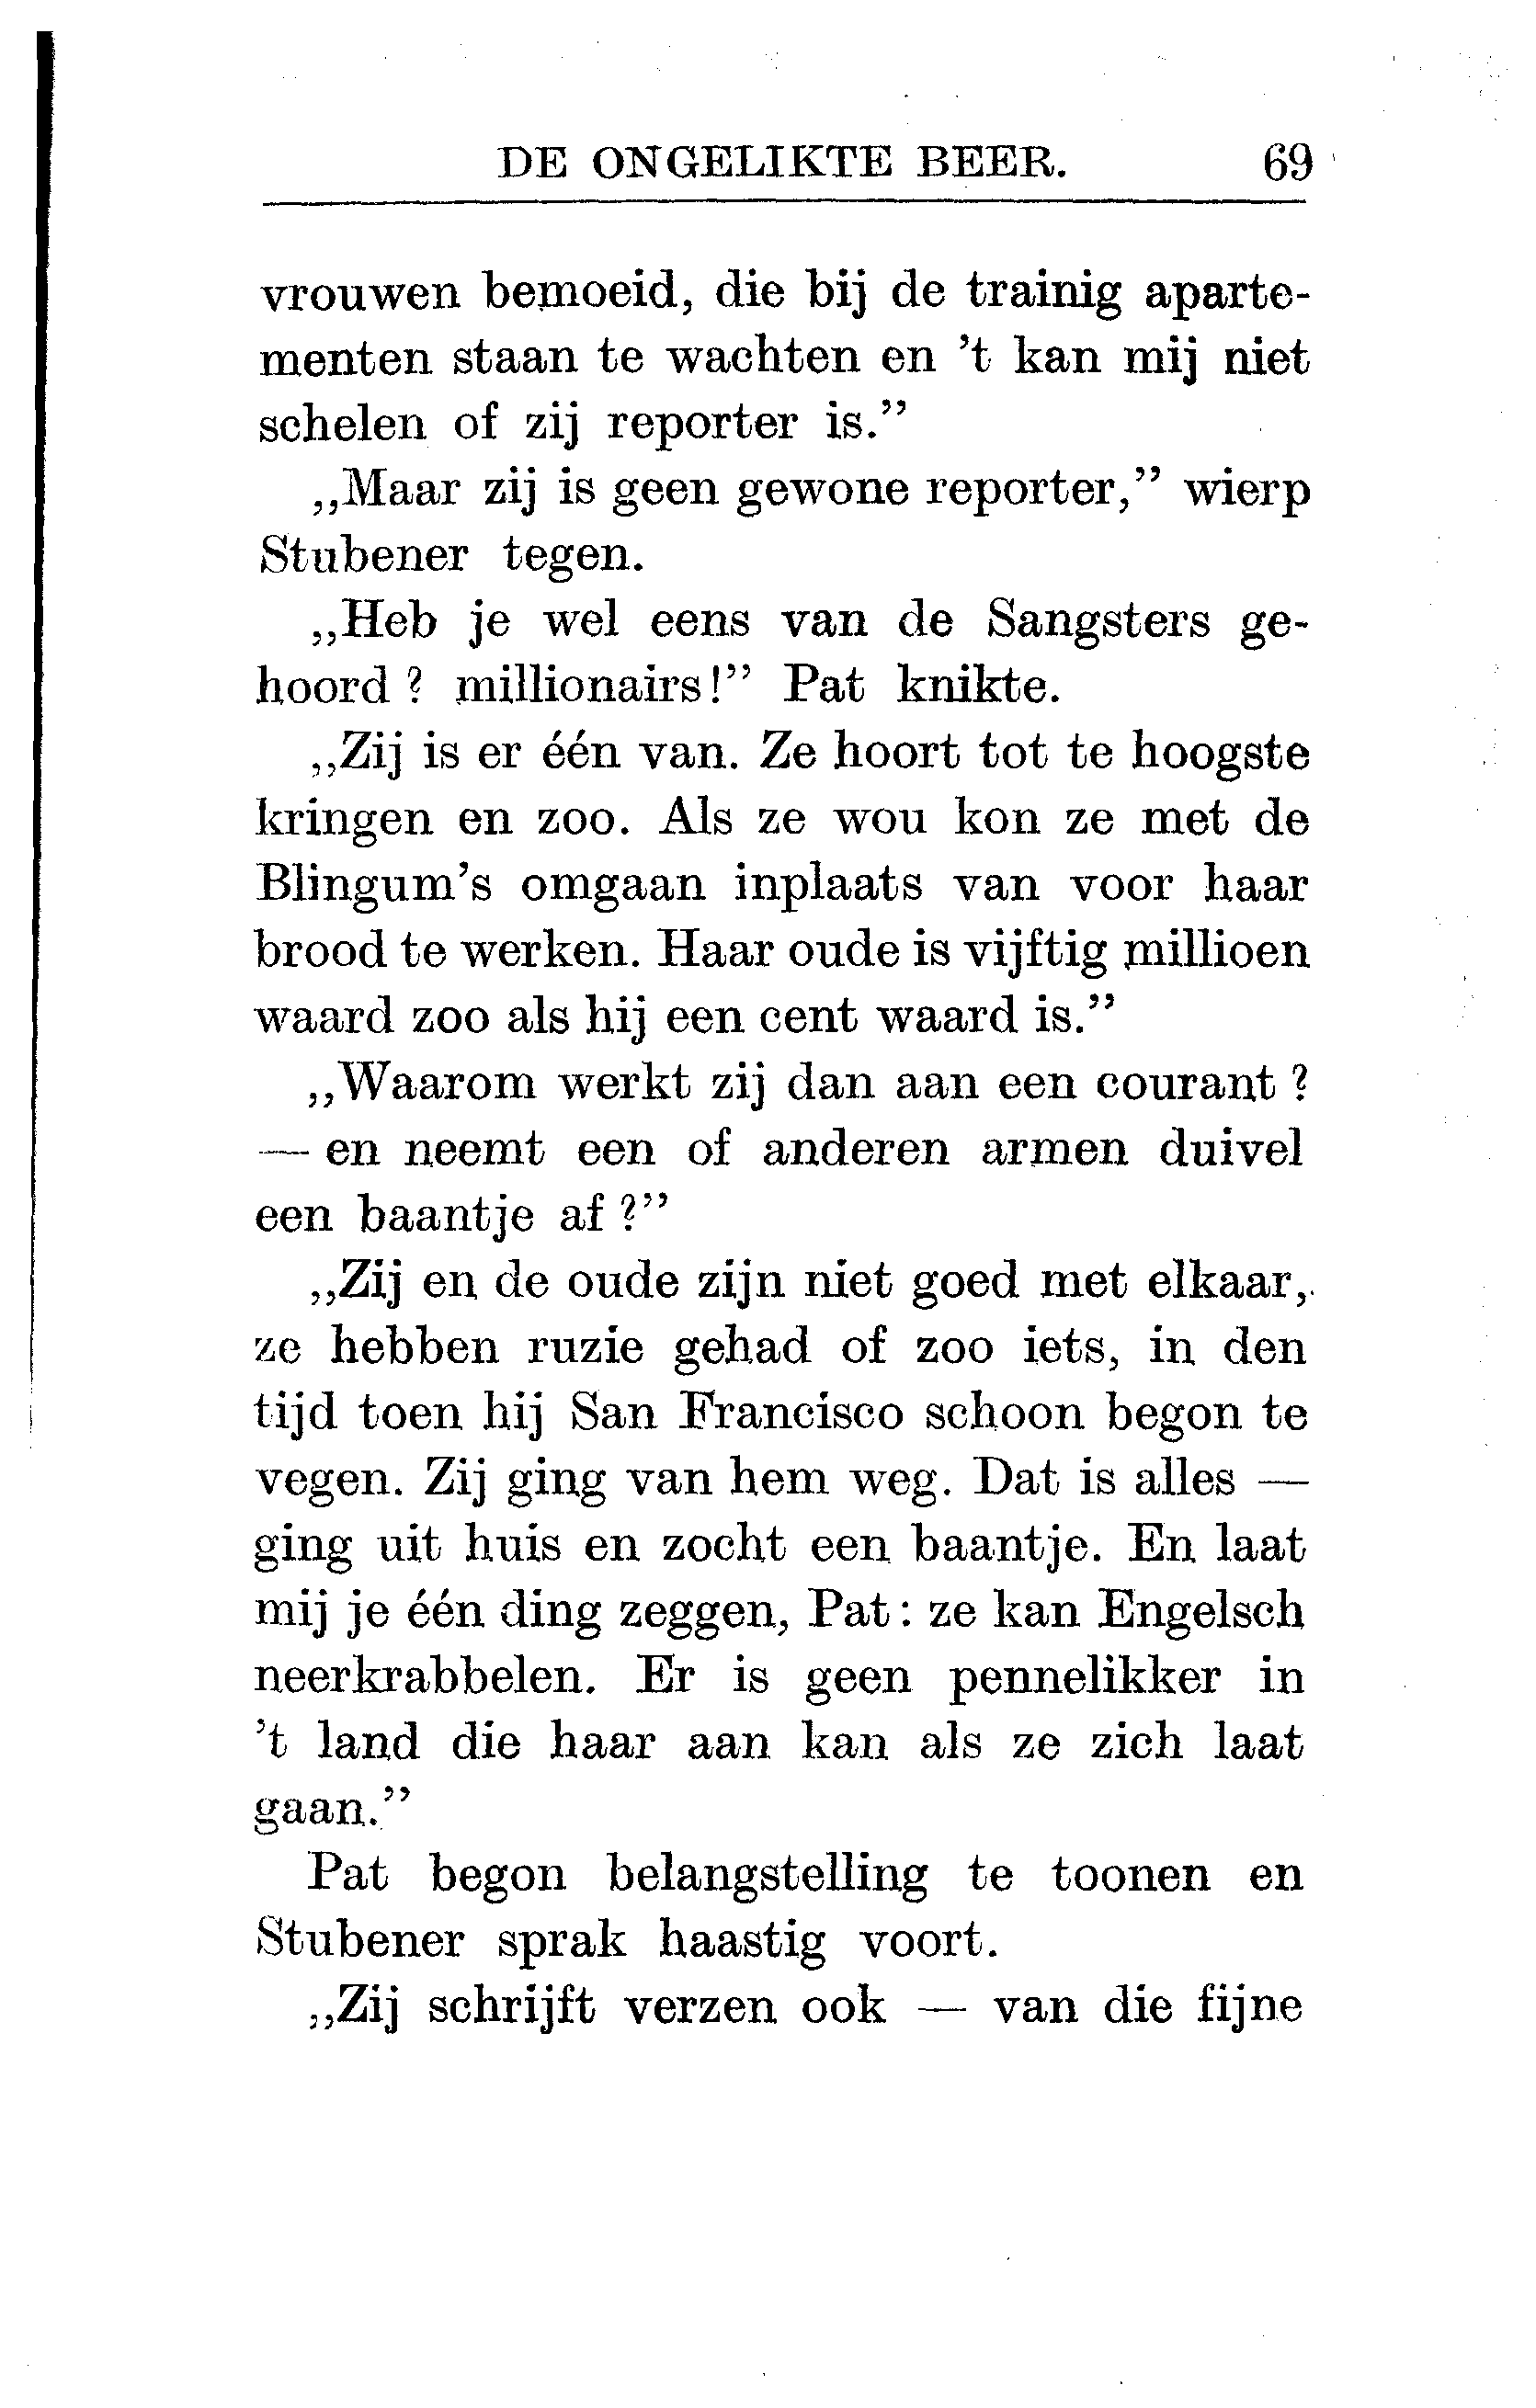 DE ONGELIKTE BEER. 69
vrouwen bemoeid, die bij de trainig aparte-
menten staan te wachten en ’t kan mij niet
schelen of zij reporter is.”
„Maar zij is geen gewone reporter,” wierp
Stubener tegen.
„Heb je wel eens van de Sangsters ge-
hoord ? millionairs!” Pat knikte.
„Zij is er één van. Ze hoort tot te hoogste
kringen en zoo. Als ze wou kon ze met de
Blingum’s omgaan inplaats van voor haar
brood te werken. Haar oude is vijftig millioen
waard zoo als hij een cent waard is.”
„Waarom werkt zij dan aan een courant ?
— en neemt een of anderen armen duivel
een baantje af ?”
„Zij en de oude zijn niet goed met elkaar,
ze hebben ruzie gehad of zoo iets, in den
tijd toen hij San Francisco schoon begon te
vegen. Zij ging van hem weg. Dat is alles —
ging uit huis en zocht een baantje. En laat
mij je één ding zeggen, Pat : ze kan Engelsch
neerkrabbelen. Er is geen pennelikker in
’t land die haar aan kan als ze zich laat
gaan.”
Pat begon belangstelling te toonen en
Stubener sprak haastig voort.
„Zij schrijft verzen ook — van die fijne